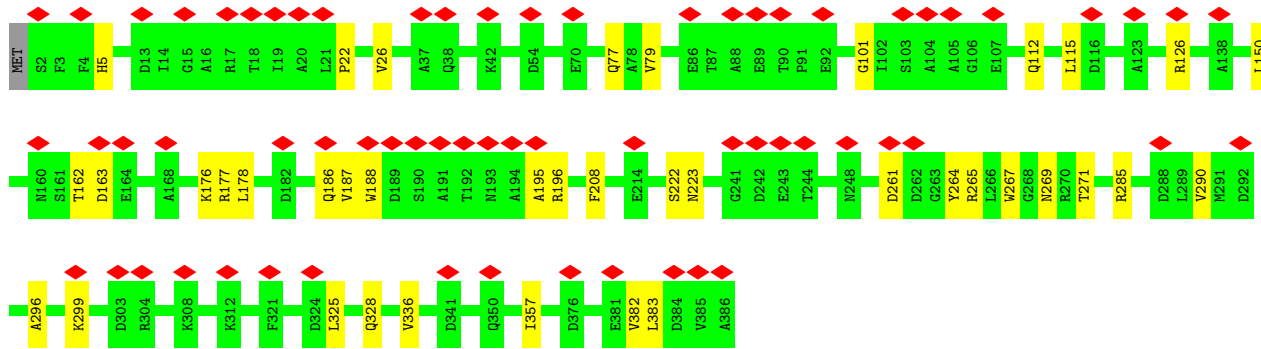 MET S2 F3 F4 H5 D13 I14 G15 A16 R17 T18 I19 A20 L21 P22 V26 A37 Q38 K42 D54 E70 Q77 A78 V79 E86 T87 A88 E89 T90 P91 E92 G101 I102 S103 A104 A105 G106 E107 Q112 L115 D116 A123 R126 A138 L150
N160 S161 T162 D163 E164 A168 K176 R177 L178 D182 Q186 V187 W188 D189 S190 A191 T192 N193 A194 A195 R196 F208 E214 S222 N223 G241 D242 E243 T244 N248 D261 D262 G263 Y264 R265 L266 W267 G268 N269 R270 T271 R285 D288 L289 V290 M291 D292
A296 K299 D303 R304 K308 K312 F321 D324 L325 Q328 V336 D341 Q350 I357 D376 E381 V382 L383 D384 V385 A386